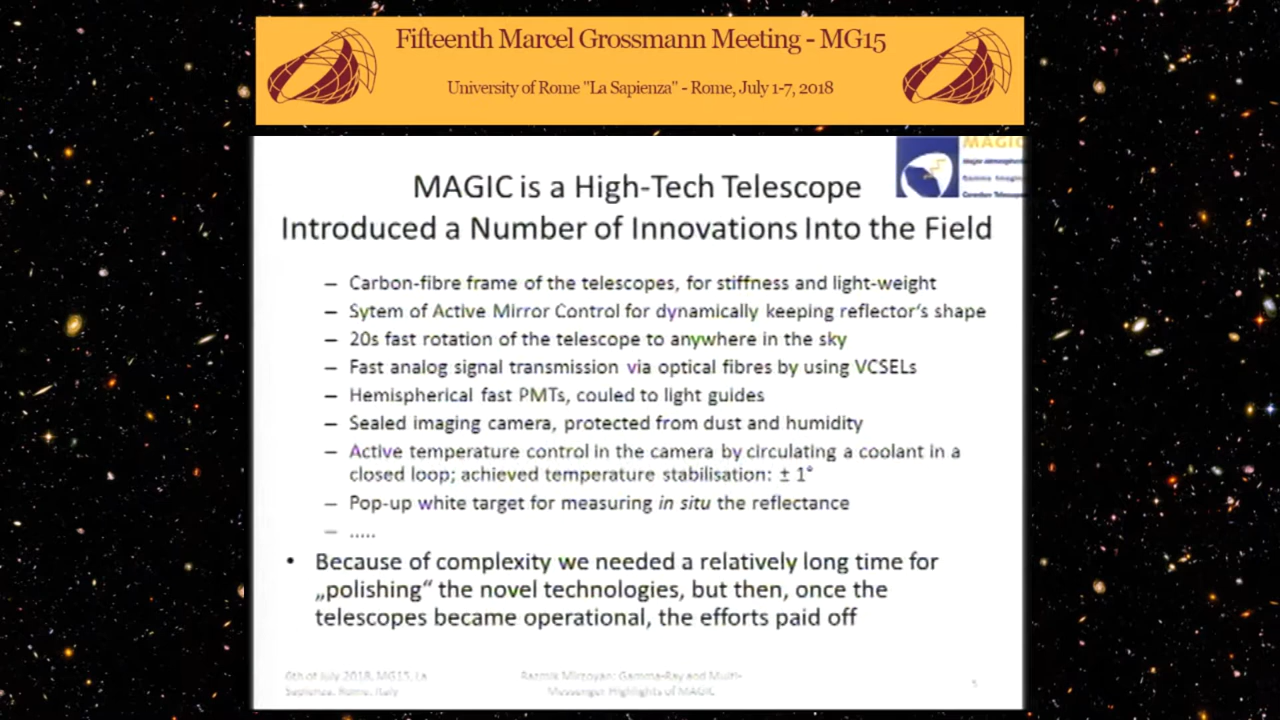 Fifteenth Marcel Grossmann Meeting - MG15
University of Rome "La Sapienza" - Rome, July 1-7, 2018
MAGIC
Major Atmospheric
Gamma Imaging
Cerenkov Telescope
MAGIC is a High-Tech Telescope
Introduced a Number of Innovations Into the Field
– Carbon-fibre frame of the telescopes, for stiffness and light-weight
– Sytem of Active Mirror Control for dynamically keeping reflector's shape
– 20s fast rotation of the telescope to anywhere in the sky
– Fast analog signal transmission via optical fibres by using VCSELs
– Hemispherical fast PMTs, couled to light guides
– Sealed imaging camera, protected from dust and humidity
– Active temperature control in the camera by circulating a coolant in a
closed loop; achieved temperature stabilisation: ± 1°
– Pop-up white target for measuring in situ the reflectance
– .....
• Because of complexity we needed a relatively long time for
„polishing“ the novel technologies, but then, once the
telescopes became operational, the efforts paid off
6th of July 2018, MG15, La
Sapienza, Rome, Italy
Razmik Mirzoyan: Gamma-Ray and Multi-
Messenger Highlights of MAGIC
5